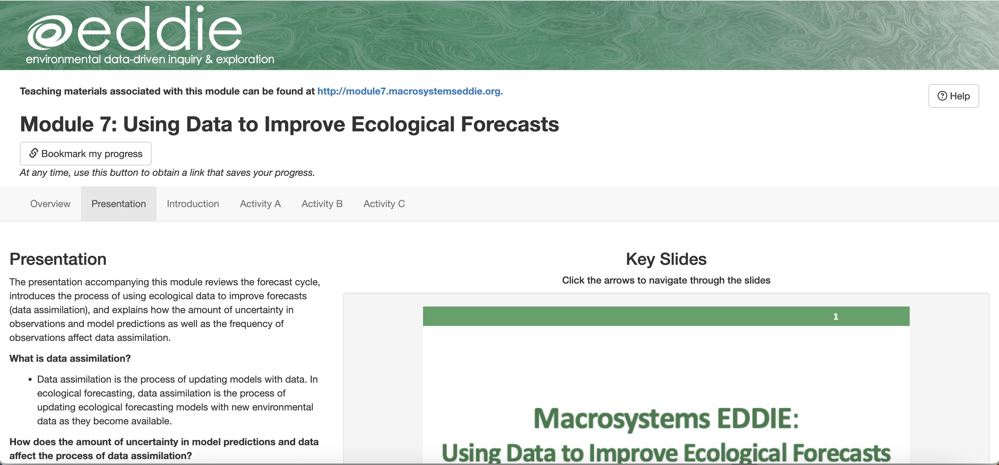 eddie
environmental data-driven inquiry & exploration
Teaching materials associated with this module can be found at http://module7.macrosystemseddie.org.
Help
Module 7: Using Data to Improve Ecological Forecasts
Bookmark my progress
At any time, use this button to obtain a link that saves your progress.
Overview Presentation Introduction Activity A Activity B Activity C
Presentation
The presentation accompanying this module reviews the forecast cycle,
introduces the process of using ecological data to improve forecasts
(data assimilation), and explains how the amount of uncertainty in
observations and model predictions as well as the frequency of
observations affect data assimilation.
What is data assimilation?
• Data assimilation is the process of updating models with data. In
ecological forecasting, data assimilation is the process of
updating ecological forecasting models with new environmental
data as they become available.
How does the amount of uncertainty in model predictions and data
affect the process of data assimilation?
Key Slides
Click the arrows to navigate through the slides
1
Macrosystems EDDIE:
Using Data to Improve Ecological Forecasts